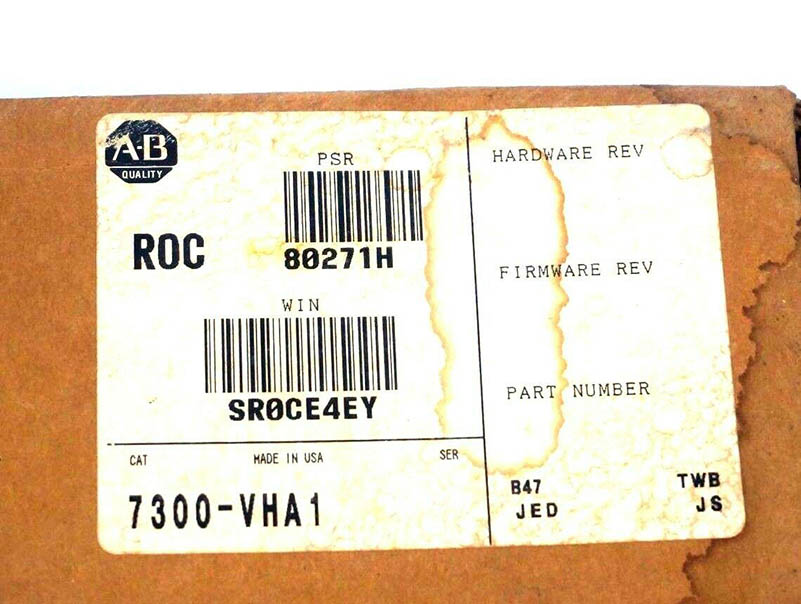 A-B
QUALITY
PSR
ROC
80271H
WIN
SR0CE4EY
CAT MADE IN USA SER
7300-VHA1
HARDWARE REV
FIRMWARE REV
PART NUMBER
B47 TWB
JED JS